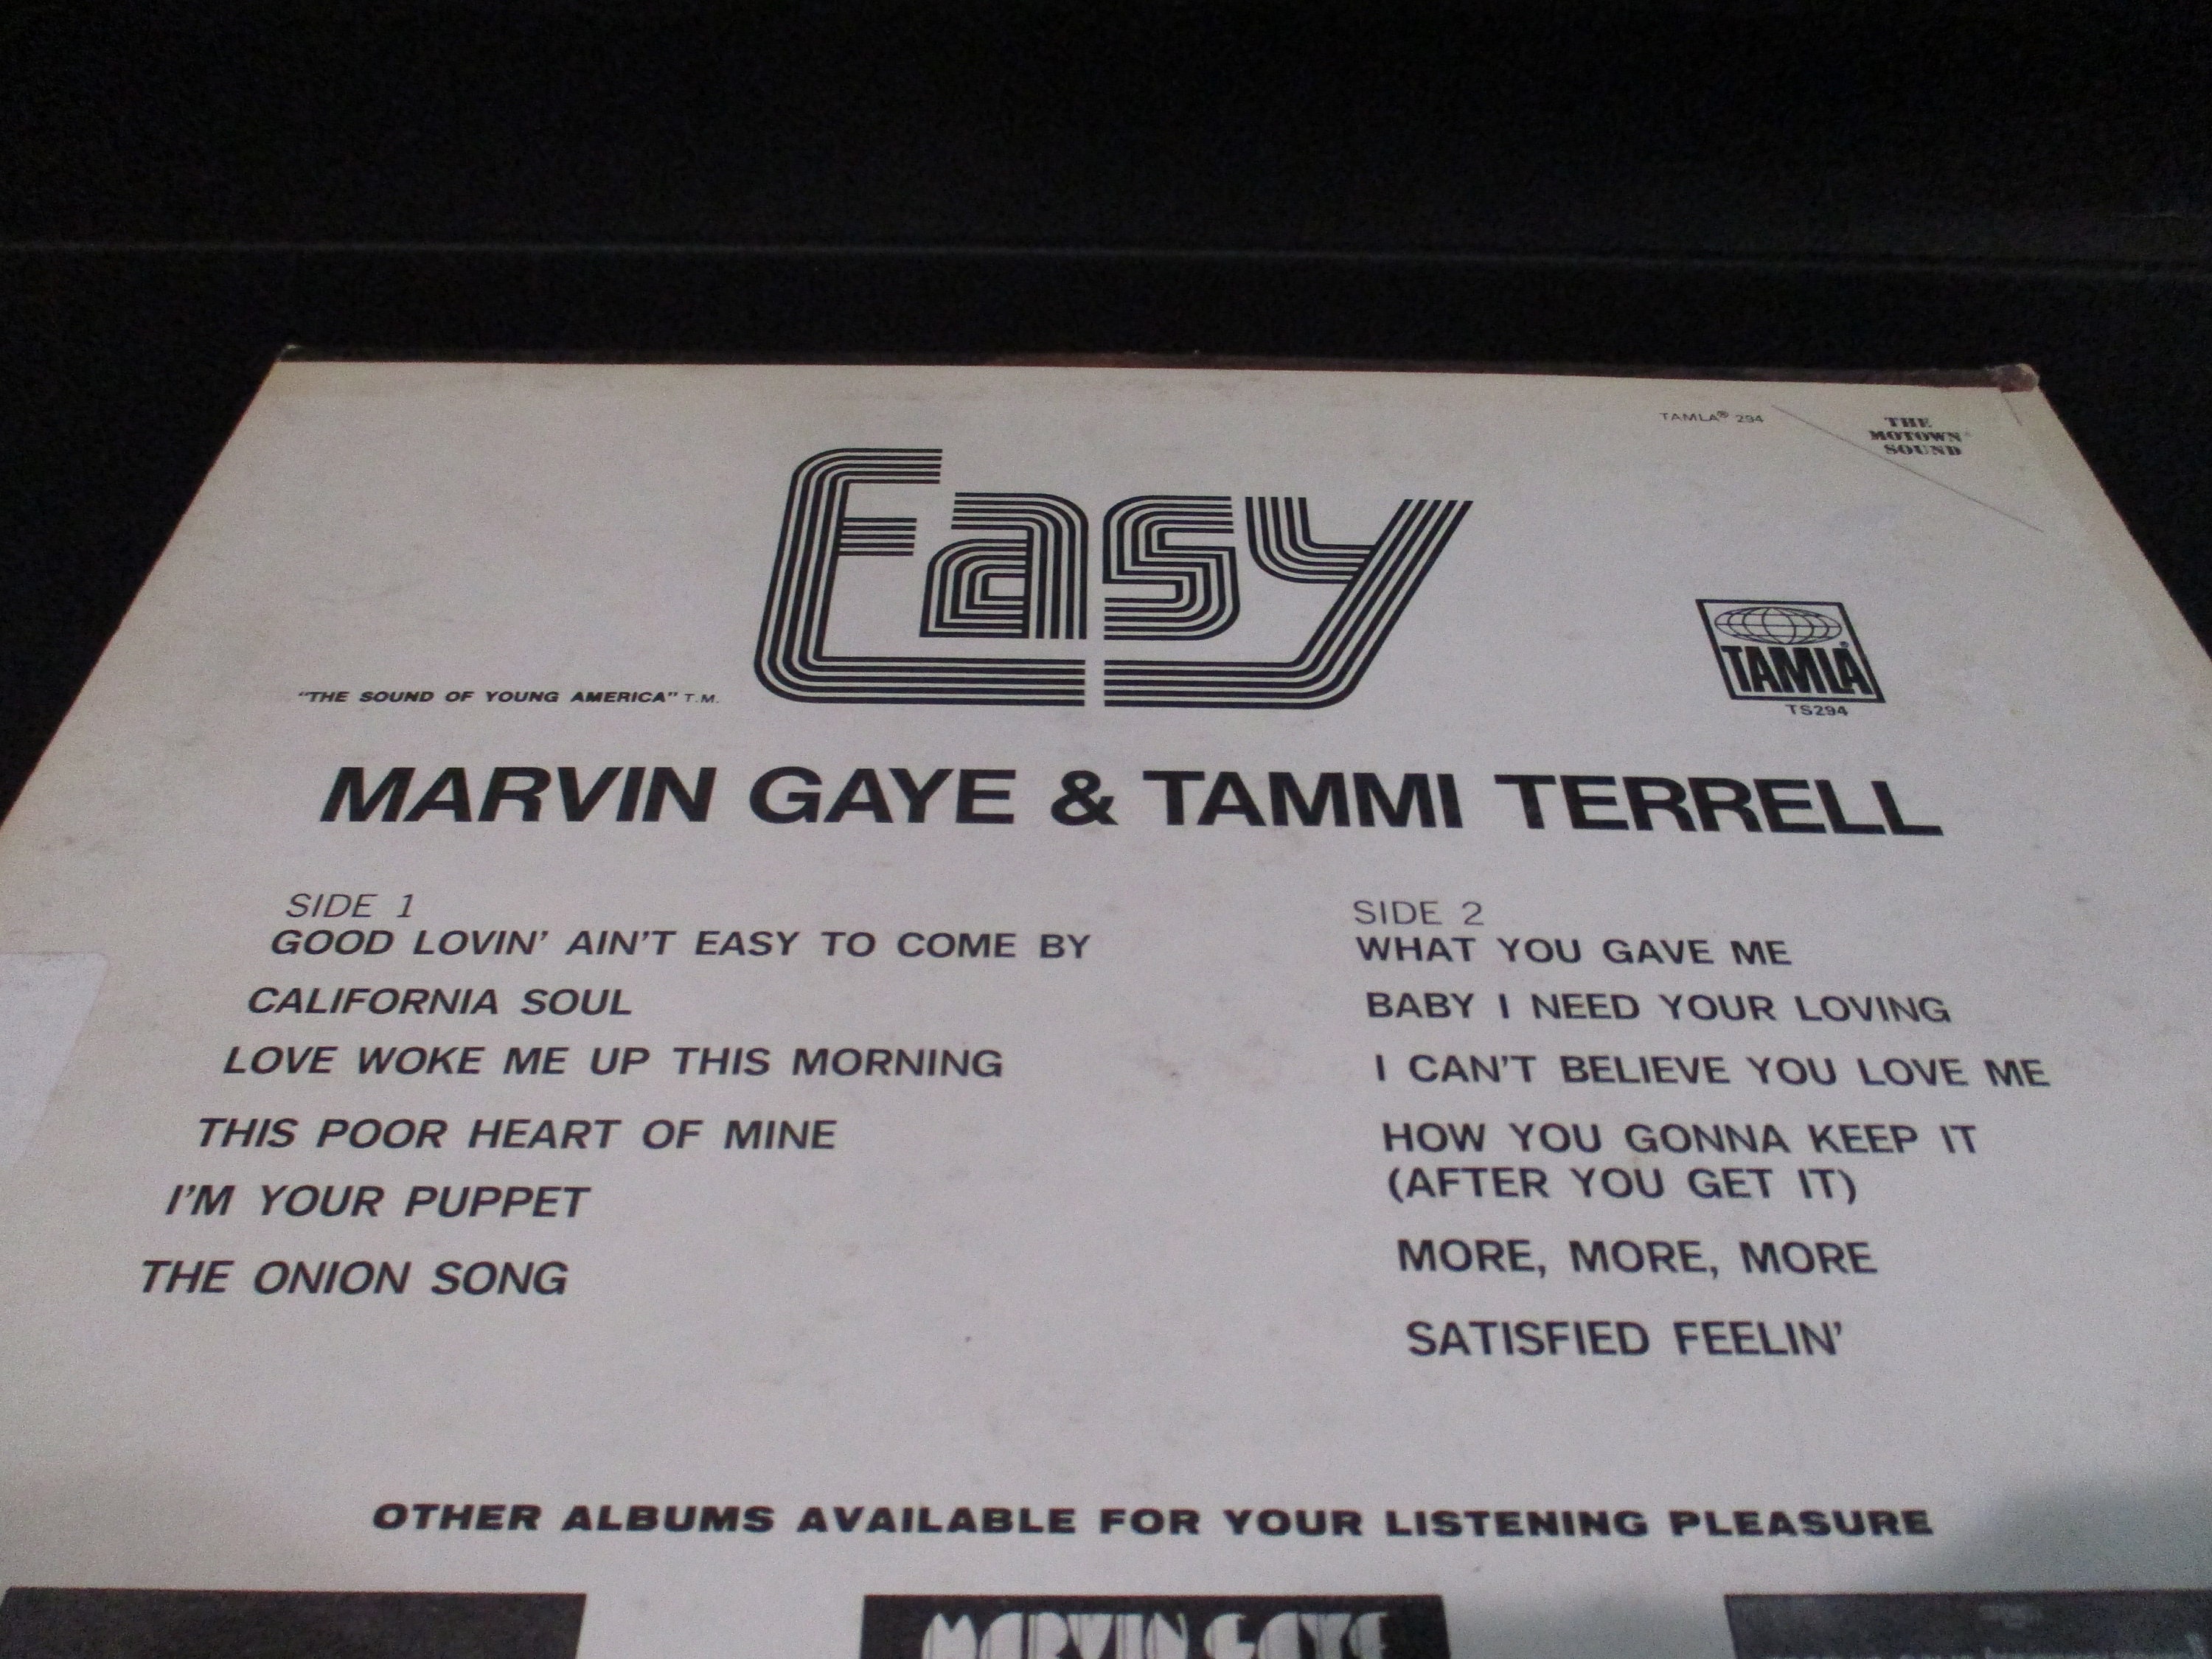 TAMLA® 294
THE
MOTOWN®
SOUND
Easy
TAMLA
TS294
"THE SOUND OF YOUNG AMERICA" T.M.
MARVIN GAYE & TAMMI TERRELL
SIDE 1
GOOD LOVIN' AIN'T EASY TO COME BY
CALIFORNIA SOUL
LOVE WOKE ME UP THIS MORNING
THIS POOR HEART OF MINE
I'M YOUR PUPPET
THE ONION SONG
SIDE 2
WHAT YOU GAVE ME
BABY I NEED YOUR LOVING
I CAN'T BELIEVE YOU LOVE ME
HOW YOU GONNA KEEP IT
(AFTER YOU GET IT)
MORE, MORE, MORE
SATISFIED FEELIN'
OTHER ALBUMS AVAILABLE FOR YOUR LISTENING PLEASURE
MARVIN GAYE